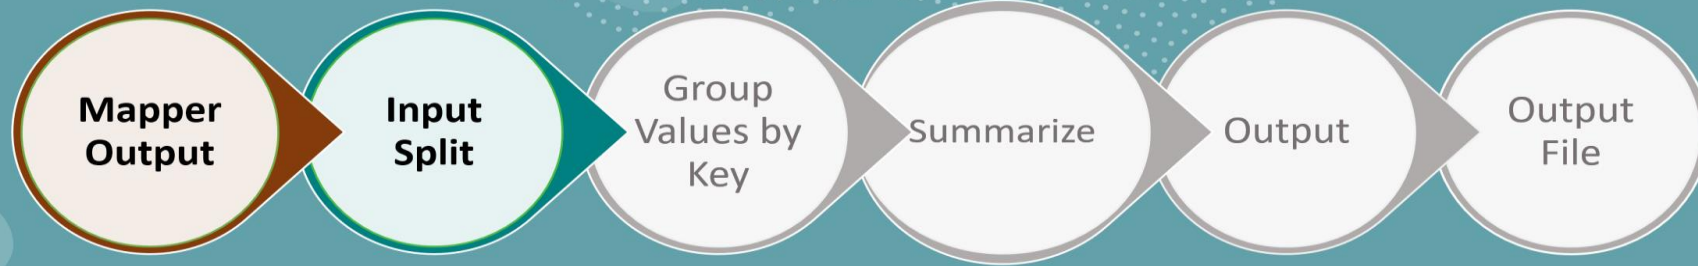 Mapper
Output
Input
Split
Group
Values by
Key
Summarize
Output
Output
File